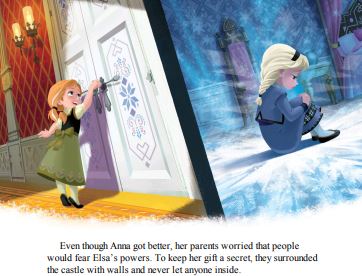 Even though Anna got better, her parents worried that people
would fear Elsa's powers. To keep her gift a secret, they surrounded
the castle with walls and never let anyone inside.